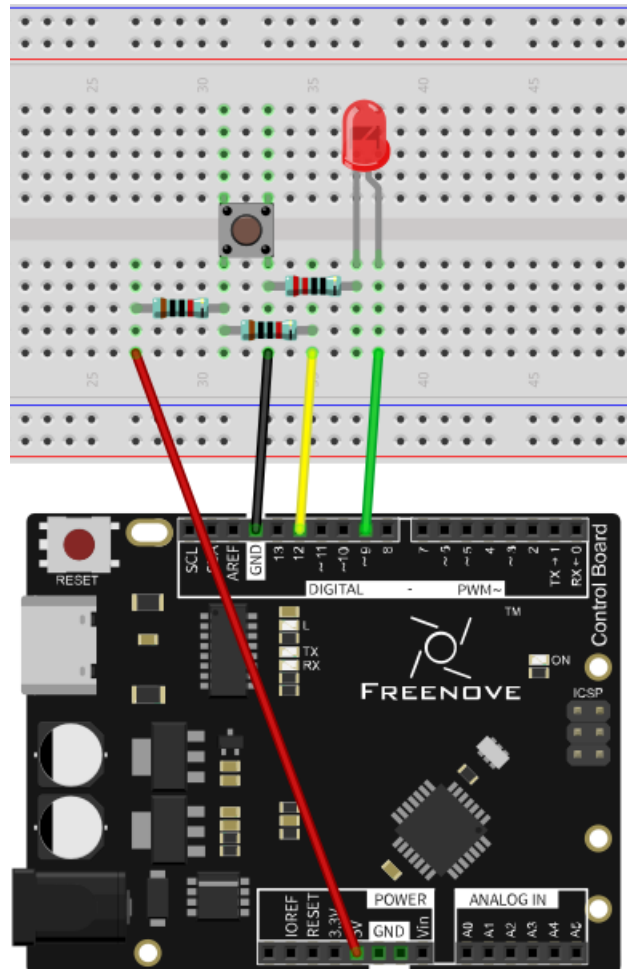 25 30 35 40 45
25 30 35 40 45
RESET
SCL
AREF
GND
13
12
~11
~10
~9
8
7
~6
~5
4
~3
2
TX→1
RX←0
DIGITAL - PWM~
Control Board
L
TX
RX
™
FREENOVE
ON
ICSP
IOREF
RESET
3.3V
5V
POWER
GND
Vin
ANALOG IN
A0
A1
A2
A3
A4
A5